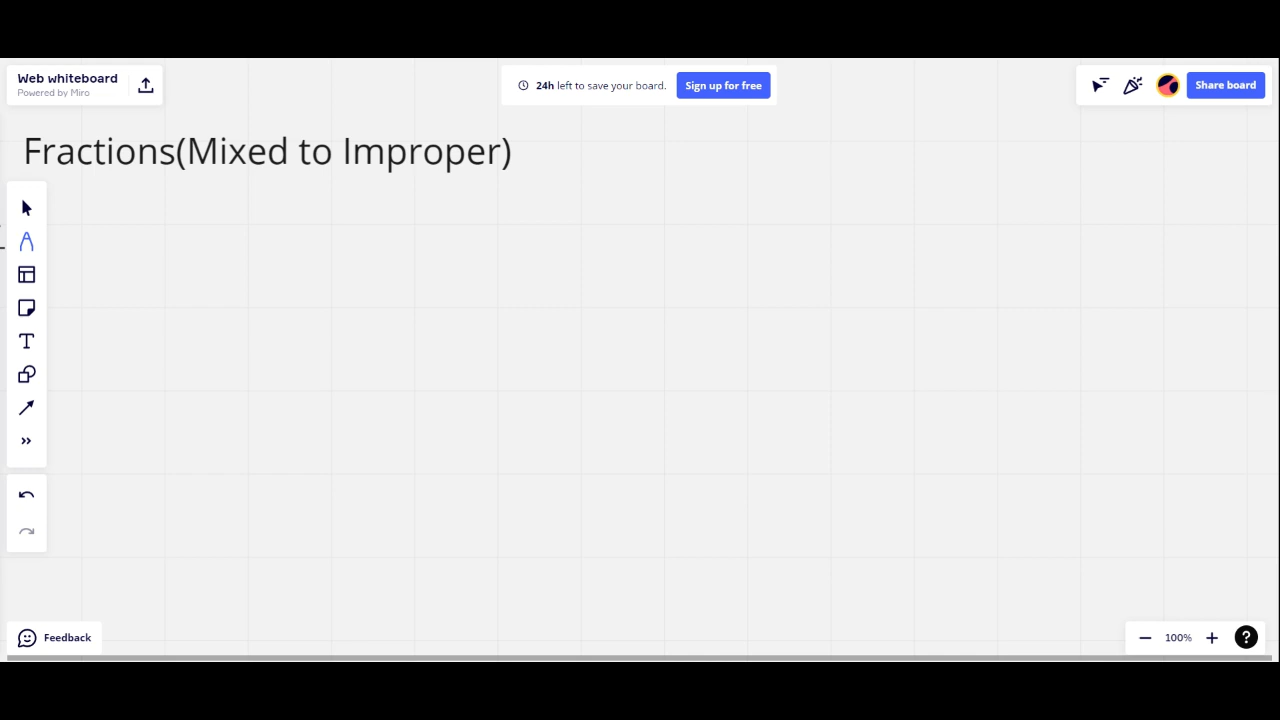 Web whiteboard
Powered by Miro
24h left to save your board.
Sign up for free
Share board
Fractions(Mixed to Improper)
T
Feedback
100%
?